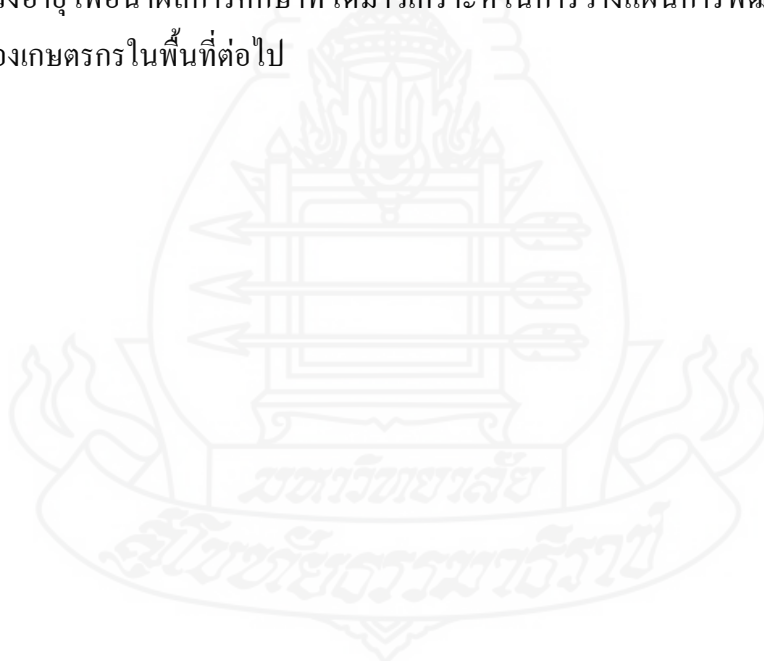 วงอายุ เพื่อนำผลการศึกษาที่ได้มาวิเคราะห์ในการวางแผนการพัฒ
องเกษตรกรในพื้นที่ต่อไป
มหาวิทยาลัย
สุโขทัยธรรมาธิราช